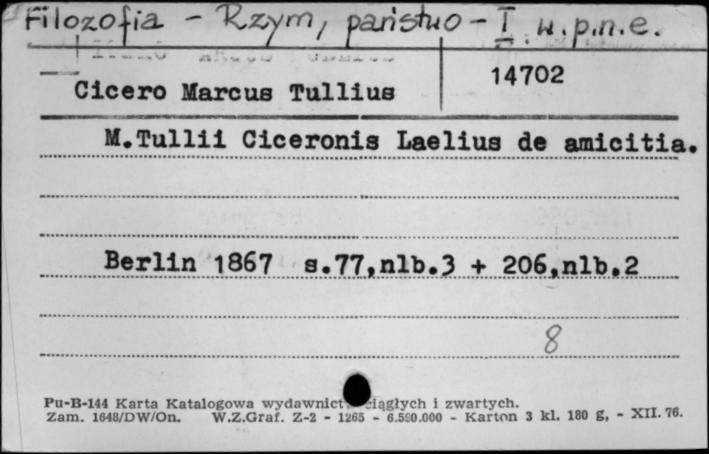 Filozofia - Rzym, państwo - I w.p.n.e.
14702
Cicero Marcus Tullius
M.Tullii Ciceronis Laelius de amicitia.
Berlin 1867 s.77,nlb.3 + 206,nlb.2
8
Pu-B-144 Karta Katalogowa wydawnict ciągłych i zwartych.
Zam. 1648/DW/On. W.Z.Graf. Z-2 - 1265 - 6.590.000 - Karton 3 kl. 180 g, - XII. 76.